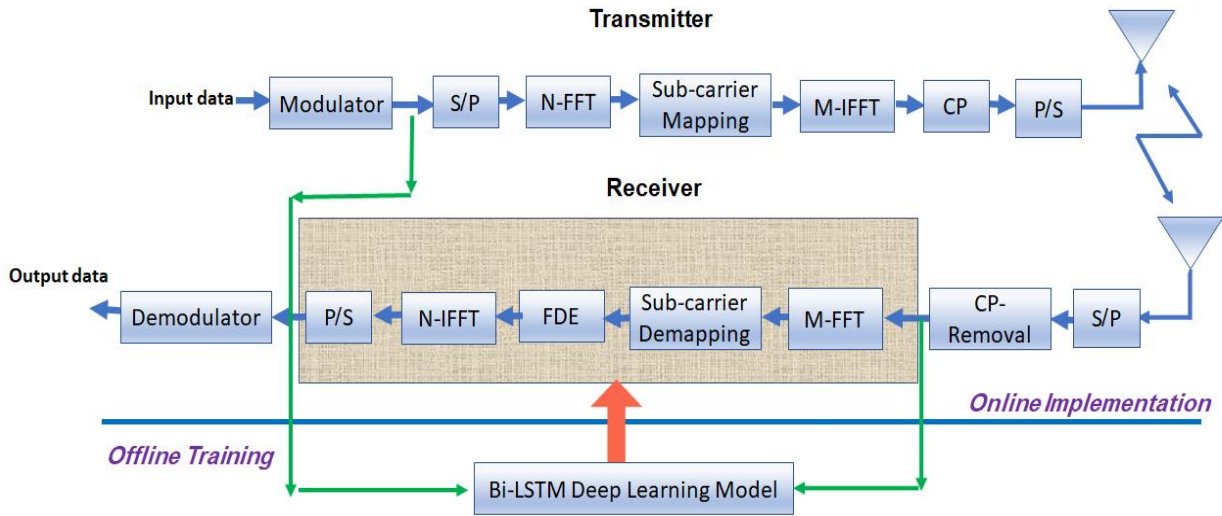 Transmitter
Input data
Modulator
S/P
N-FFT
Sub-carrier
Mapping
M-IFFT
CP
P/S
Receiver
Output data
Demodulator
P/S
N-IFFT
FDE
Sub-carrier
Demapping
M-FFT
CP-
Removal
S/P
Online Implementation
Offline Training
Bi-LSTM Deep Learning Model